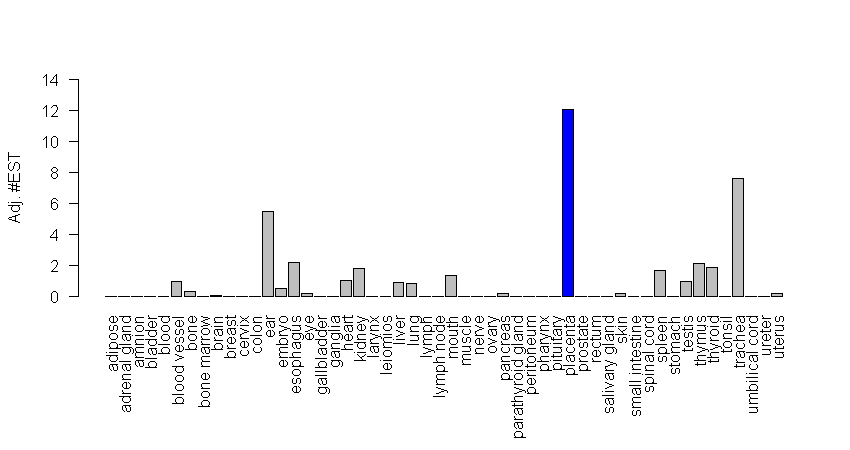 14
12
10
8
6
4
2
0
Adj. #EST
adipose
adrenal gland
amnion
bladder
blood
blood vessel
bone
bone marrow
brain
breast
cervix
colon
ear
embryo
esophagus
eye
gallbladder
ganglia
heart
kidney
larynx
leiomios
liver
lung
lymph
lymph node
mouth
muscle
nerve
ovary
pancreas
parathyroid gland
peritoneum
pharynx
pituitary
placenta
prostate
rectum
salivary gland
skin
small intestine
spinal cord
spleen
stomach
testis
thymus
thyroid
tonsil
trachea
umbilical cord
ureter
uterus